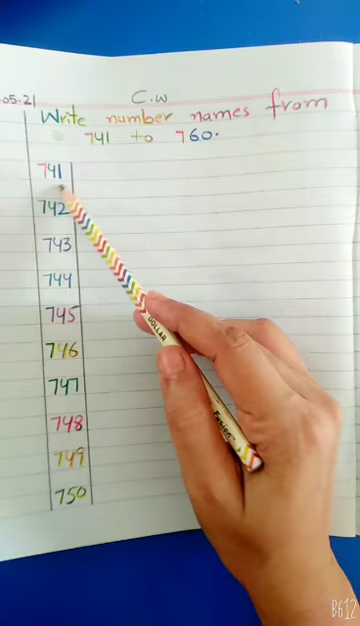 .05.21
C.W
Write number names from
741 to 760.
741
742
743
744
745
746
747
748
749
750
DOLLAR
Fusion
B612